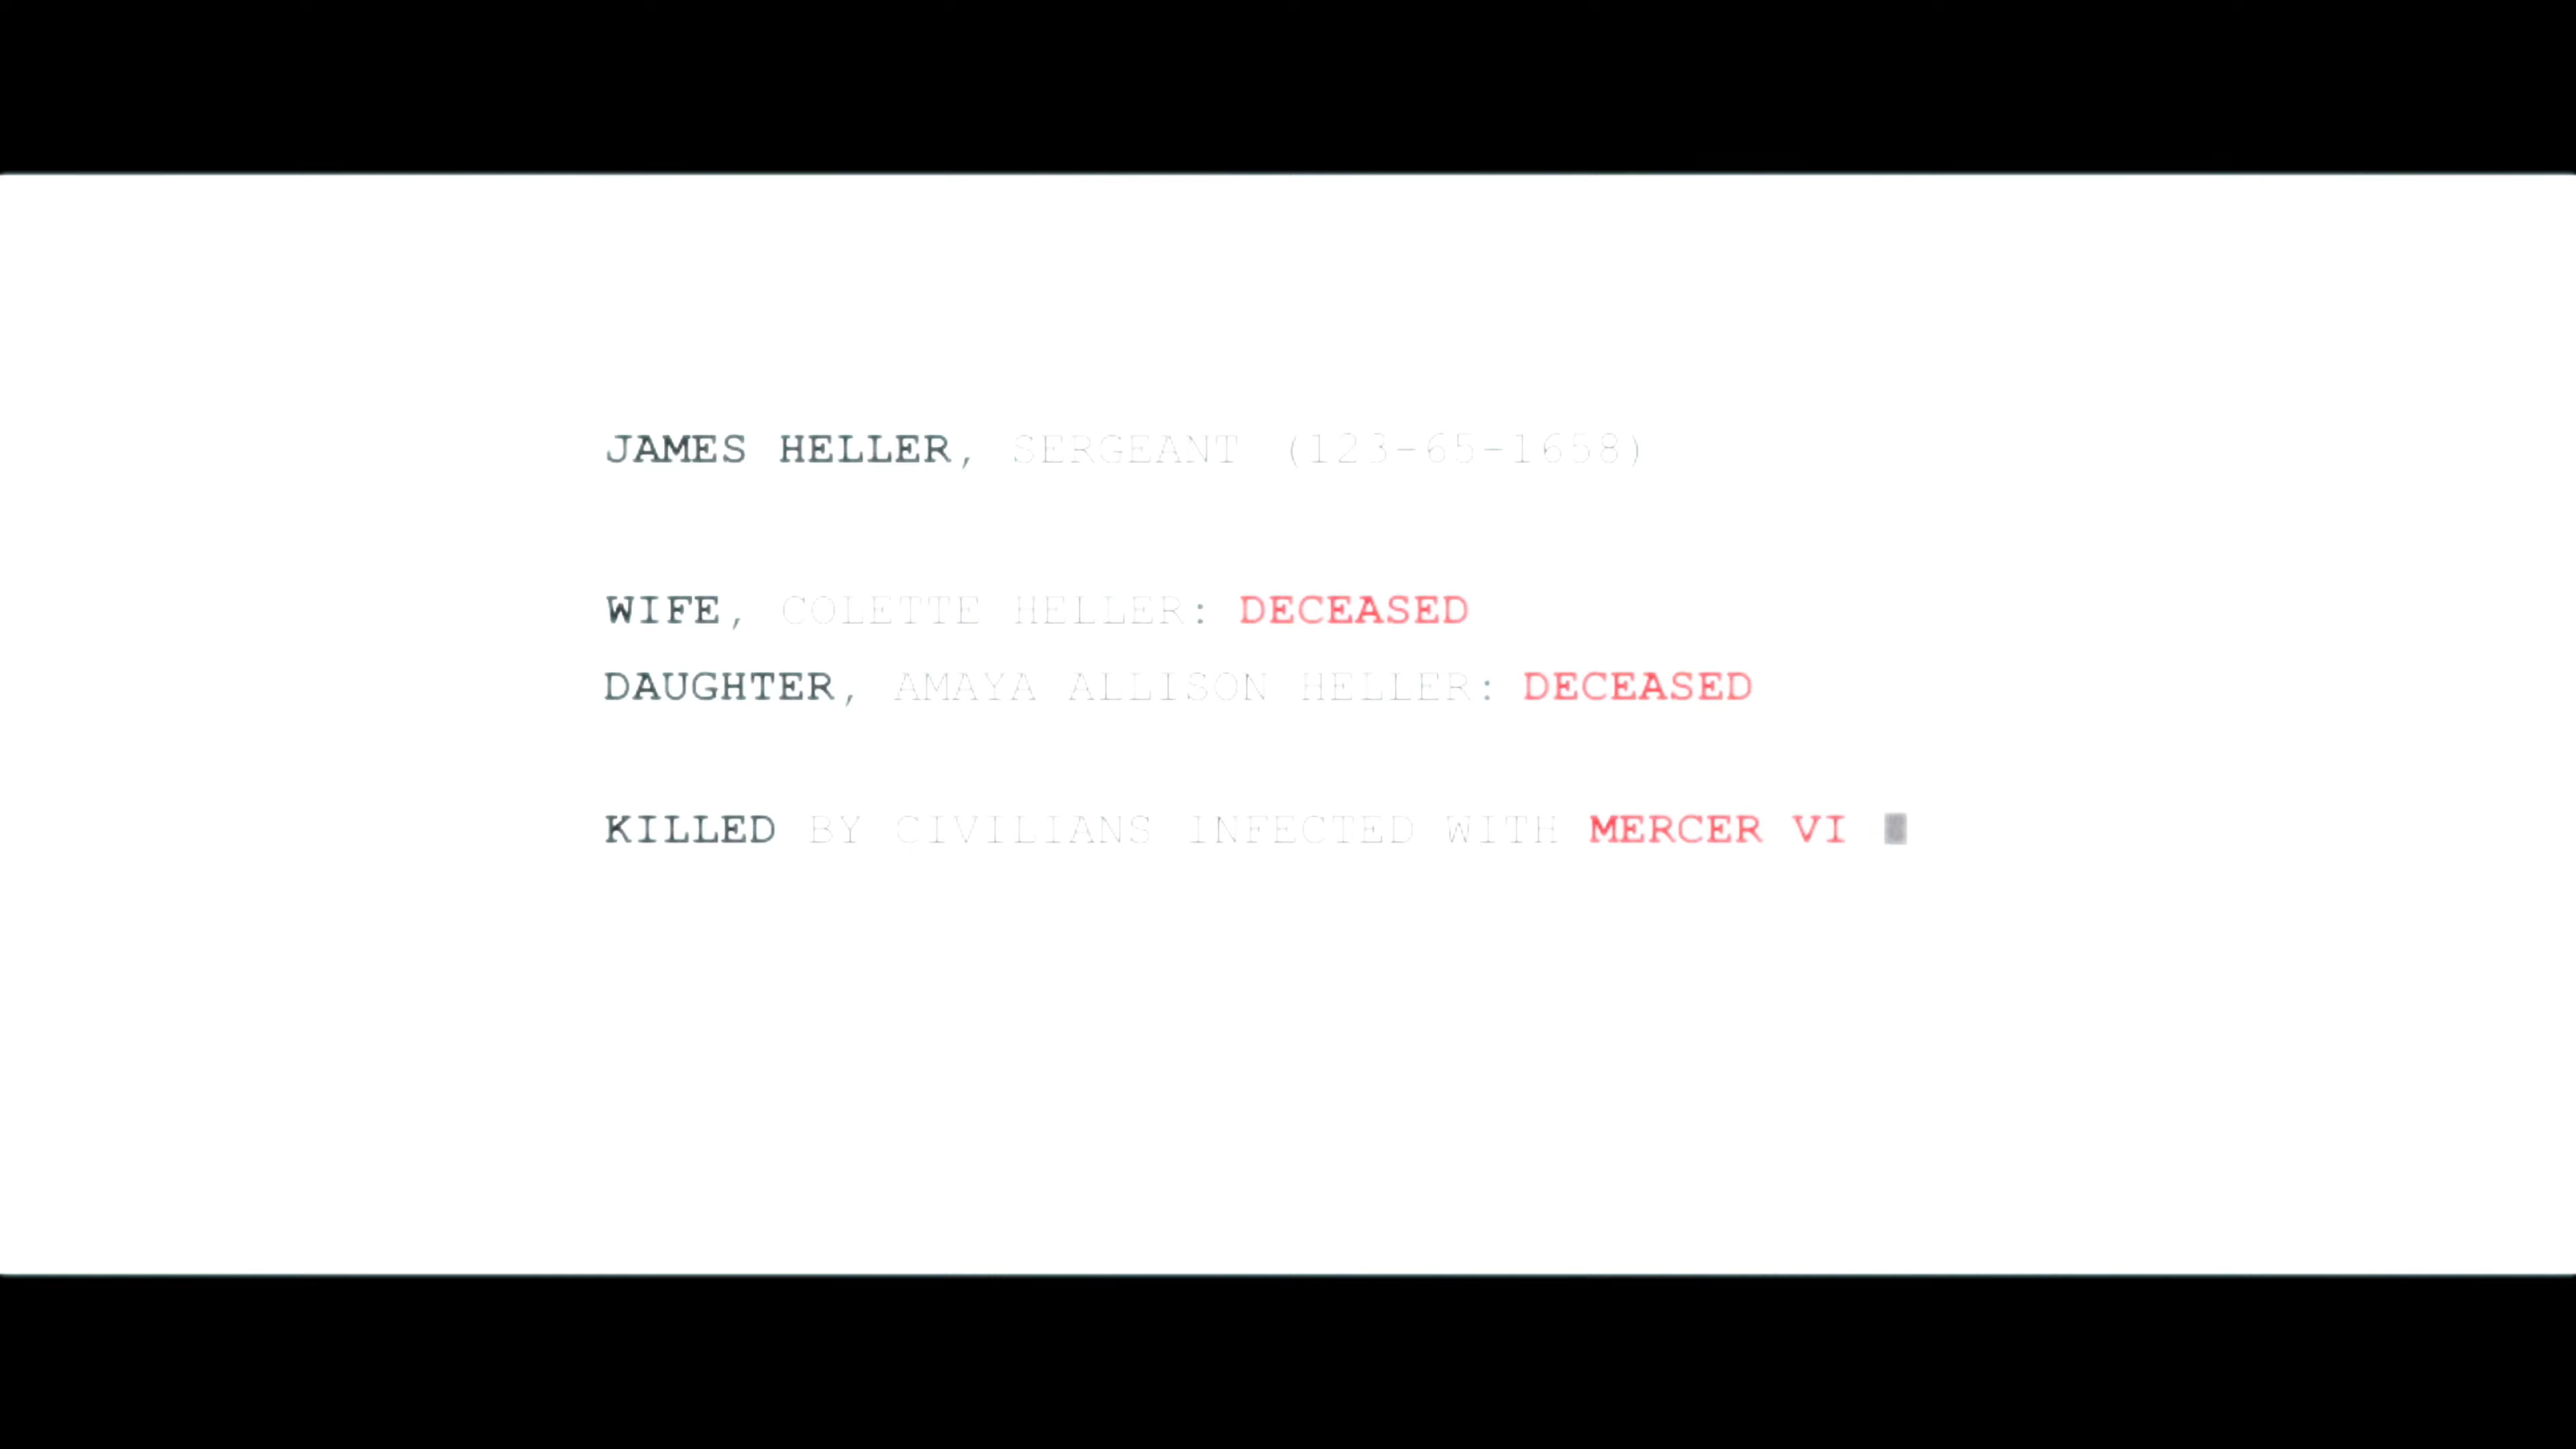 JAMES HELLER, SERGEANT (123-65-1658)
WIFE, COLETTE HELLER: DECEASED
DAUGHTER, AMAYA ALLISON HELLER: DECEASED
KILLED BY CIVILIANS INFECTED WITH MERCER VI